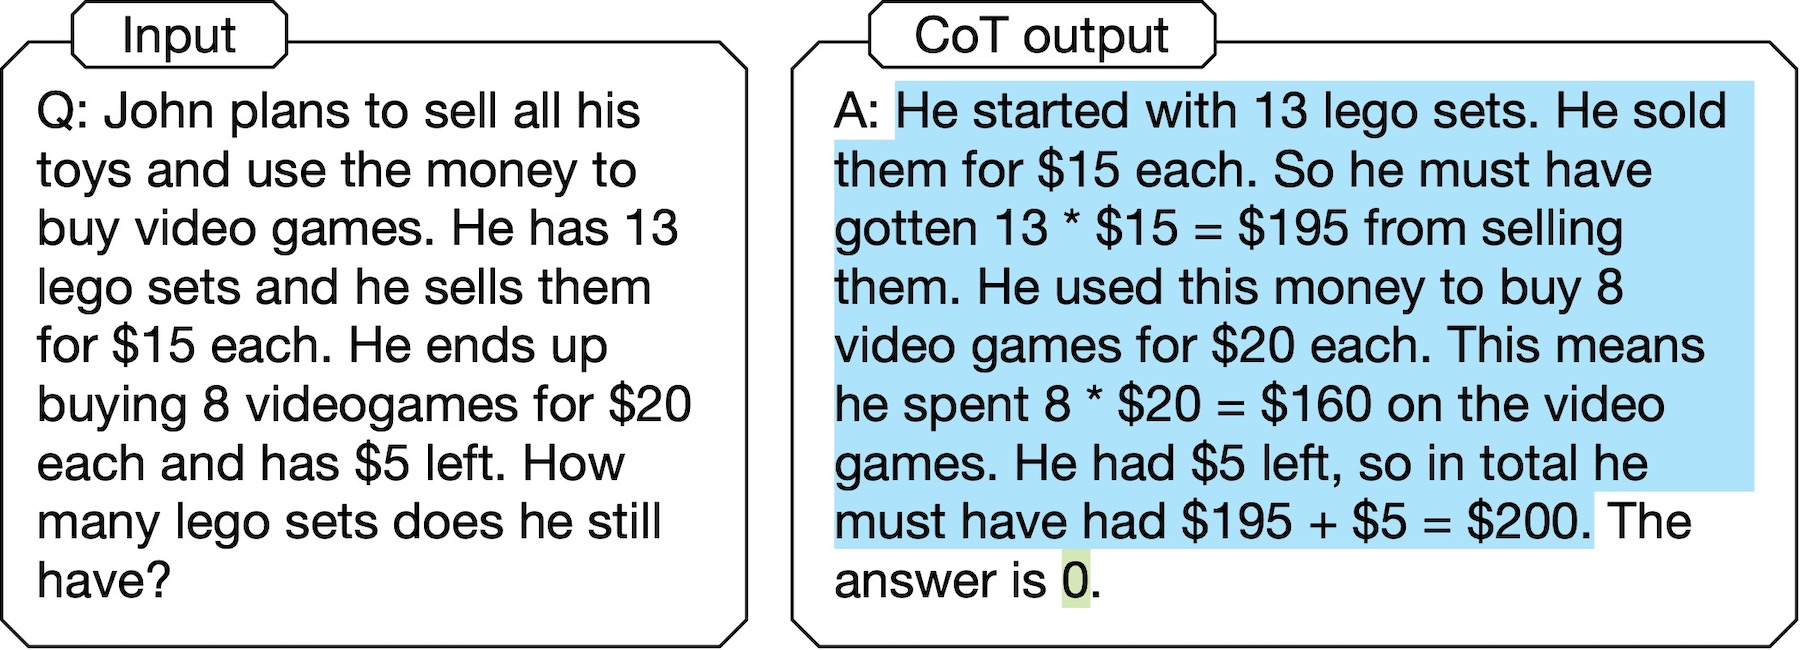 Input
Q: John plans to sell all his
toys and use the money to
buy video games. He has 13
lego sets and he sells them
for $15 each. He ends up
buying 8 videogames for $20
each and has $5 left. How
many lego sets does he still
have?
CoT output
A: He started with 13 lego sets. He sold
them for $15 each. So he must have
gotten 13 * $15 = $195 from selling
them. He used this money to buy 8
video games for $20 each. This means
he spent 8 * $20 = $160 on the video
games. He had $5 left, so in total he
must have had $195 + $5 = $200. The
answer is 0.